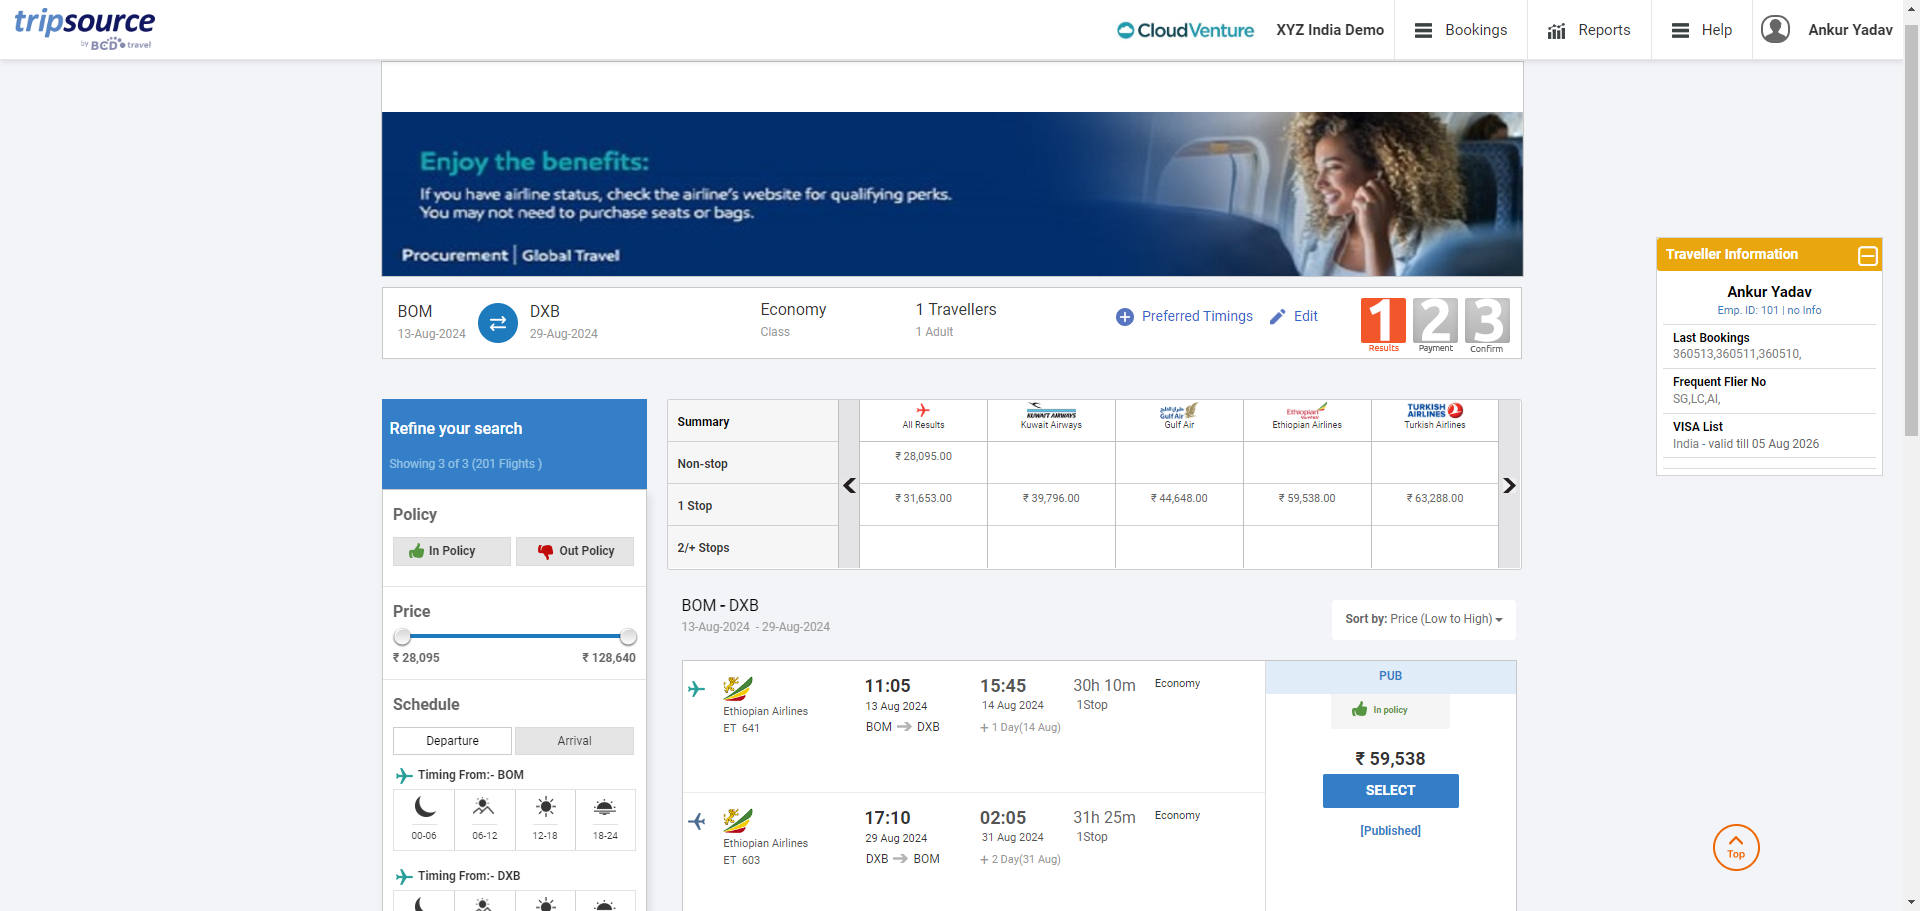 tripsource
by BCD travel
CloudVenture
XYZ India Demo
Bookings
Reports
Help
Ankur Yadav
Enjoy the benefits:
If you have airline status, check the airline's website for qualifying perks.
You may not need to purchase seats or bags.
Procurement | Global Travel
BOM
13-Aug-2024
DXB
29-Aug-2024
Economy
Class
1 Travellers
1 Adult
Preferred Timings
Edit
1
Results
2
Payment
3
Confirm
Traveller Information
Ankur Yadav
Emp. ID: 101 | no Info
Last Bookings
360513,360511,360510,
Frequent Flier No
SG,LC,AI,
VISA List
India - valid till 05 Aug 2026
Refine your search
Showing 3 of 3 (201 Flights )
Policy
In Policy
Out Policy
Price
₹ 28,095
₹ 128,640
Schedule
Departure
Arrival
Timing From:- BOM
00-06
06-12
12-18
18-24
Timing From:- DXB
Summary
All Results
KUWAIT AIRWAYS
Kuwait Airways
طيران الخليج
Gulf Air
Gulf Air
Ethiopian
Ethiopian Airlines
TURKISH
AIRLINES
Turkish Airlines
Non-stop
₹ 28,095.00
1 Stop
₹ 31,653.00
₹ 39,796.00
₹ 44,648.00
₹ 59,538.00
₹ 63,288.00
2/+ Stops
BOM - DXB
13-Aug-2024 - 29-Aug-2024
Sort by: Price (Low to High)
Ethiopian Airlines
ET 641
11:05
13 Aug 2024
BOM → DXB
15:45
14 Aug 2024
+ 1 Day(14 Aug)
30h 10m
1Stop
Economy
Ethiopian Airlines
ET 603
17:10
29 Aug 2024
DXB → BOM
02:05
31 Aug 2024
+ 2 Day(31 Aug)
31h 25m
1Stop
Economy
PUB
In policy
₹ 59,538
SELECT
[Published]
Top